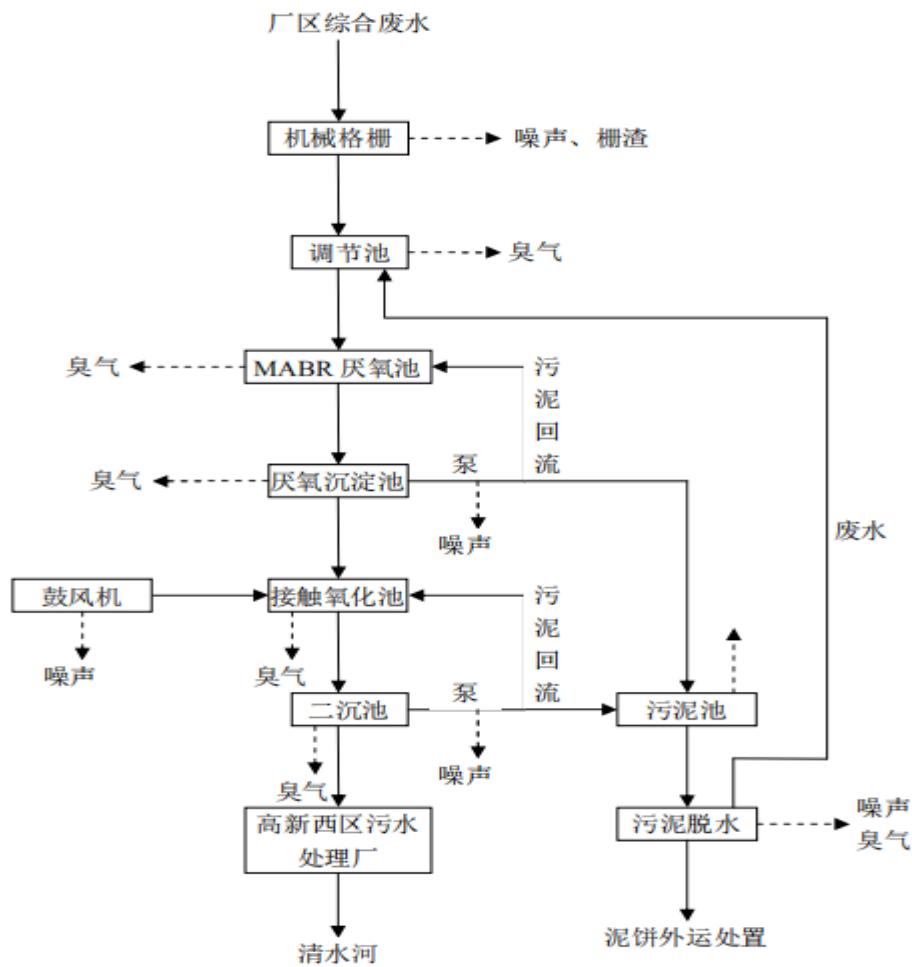 厂区综合废水
机械格栅
噪声、栅渣
调节池
臭气
臭气
MABR 厌氧池
污
泥
回
流
臭气
厌氧沉淀池
泵
噪声
废水
鼓风机
接触氧化池
污
泥
回
流
噪声
臭气
二沉池
泵
污泥池
噪声
臭气
高新西区污水
处理厂
污泥脱水
噪声
臭气
清水河
泥饼外运处置